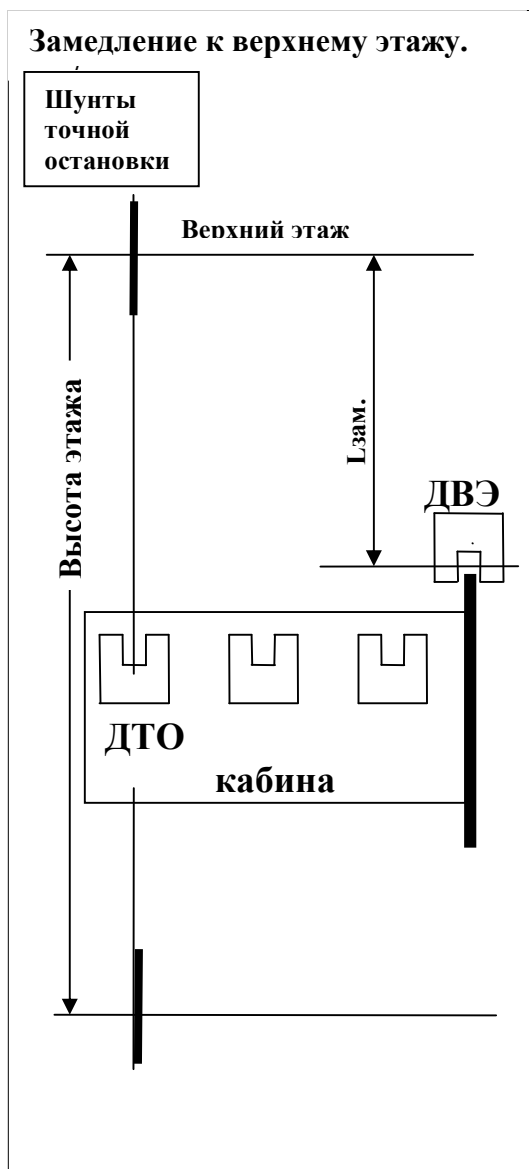 Замедление к верхнему этажу.
Шунты
точной
остановки
Верхний этаж
Высота этажа
Lзам.
ДВЭ
ДТО
кабина